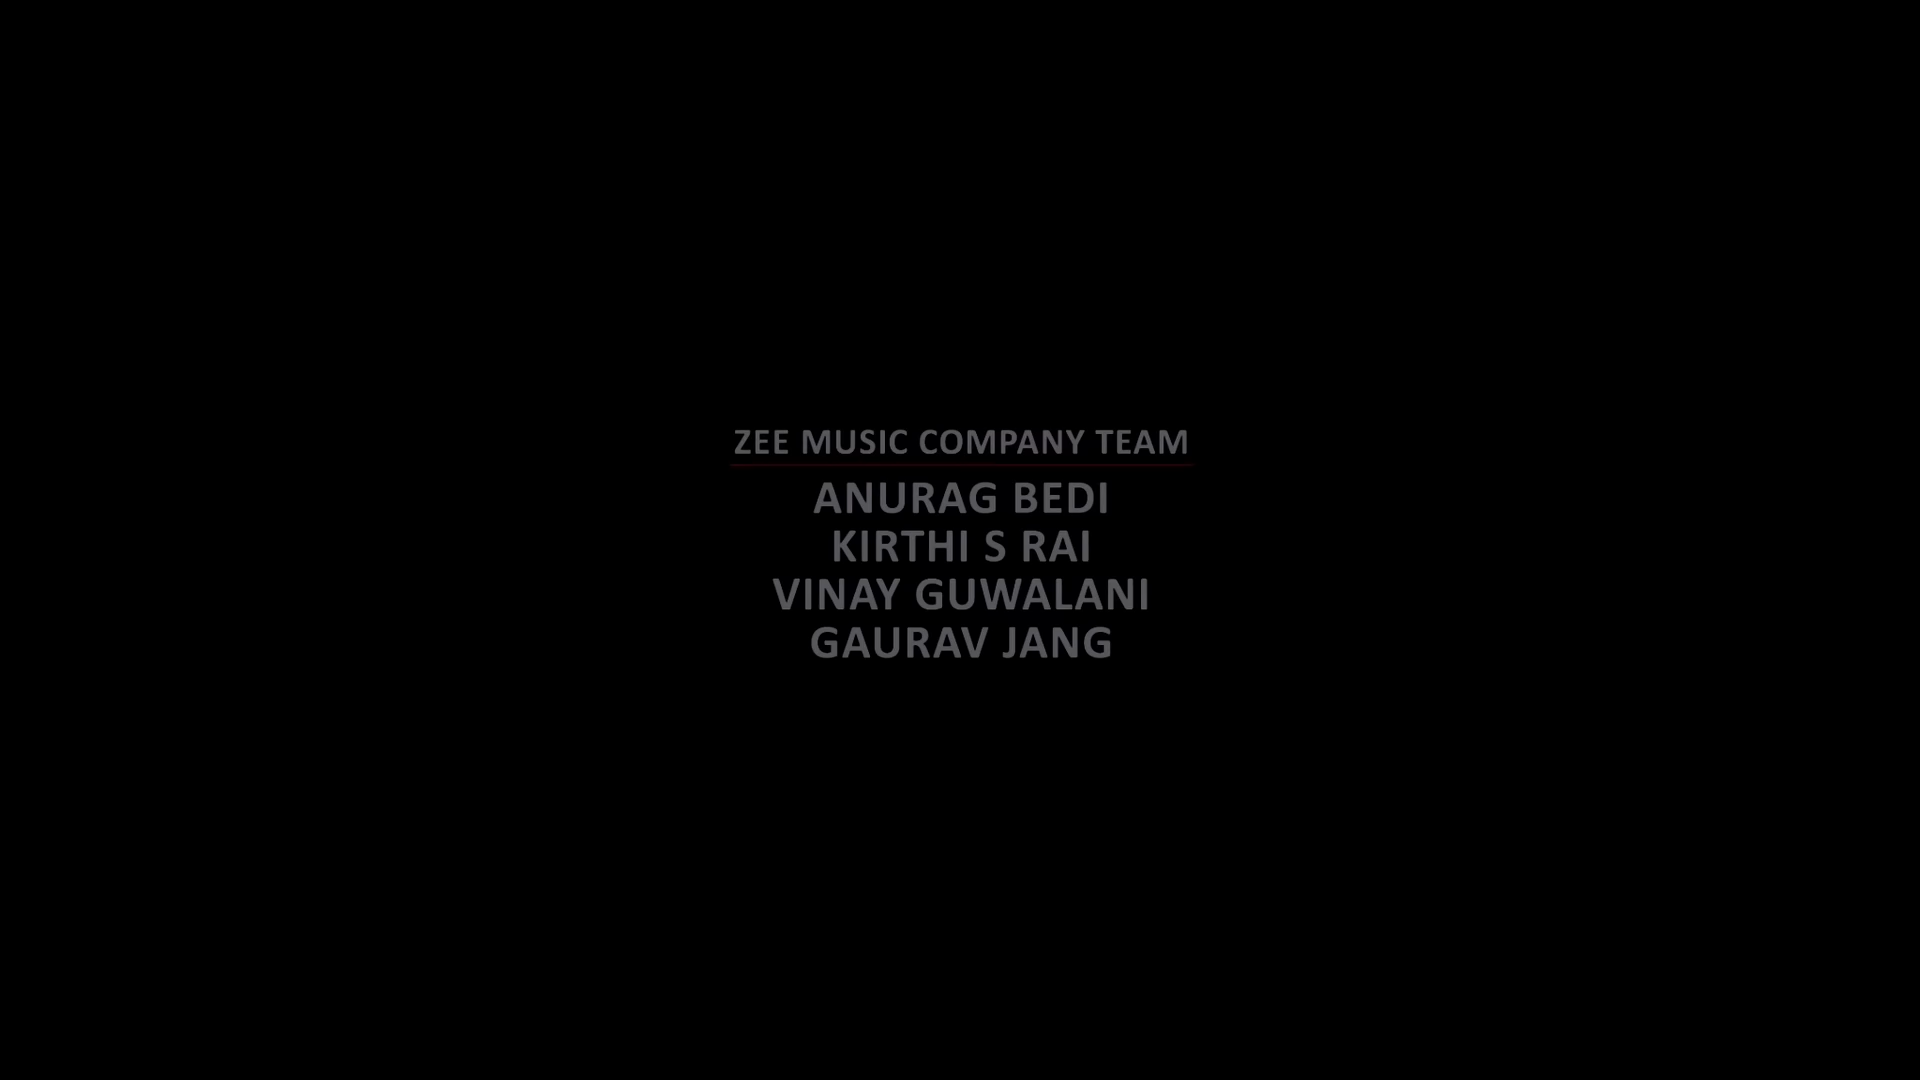 ZEE MUSIC COMPANY TEAM
ANURAG BEDI
KIRTHI S RAI
VINAY GUWALANI
GAURAV JANG